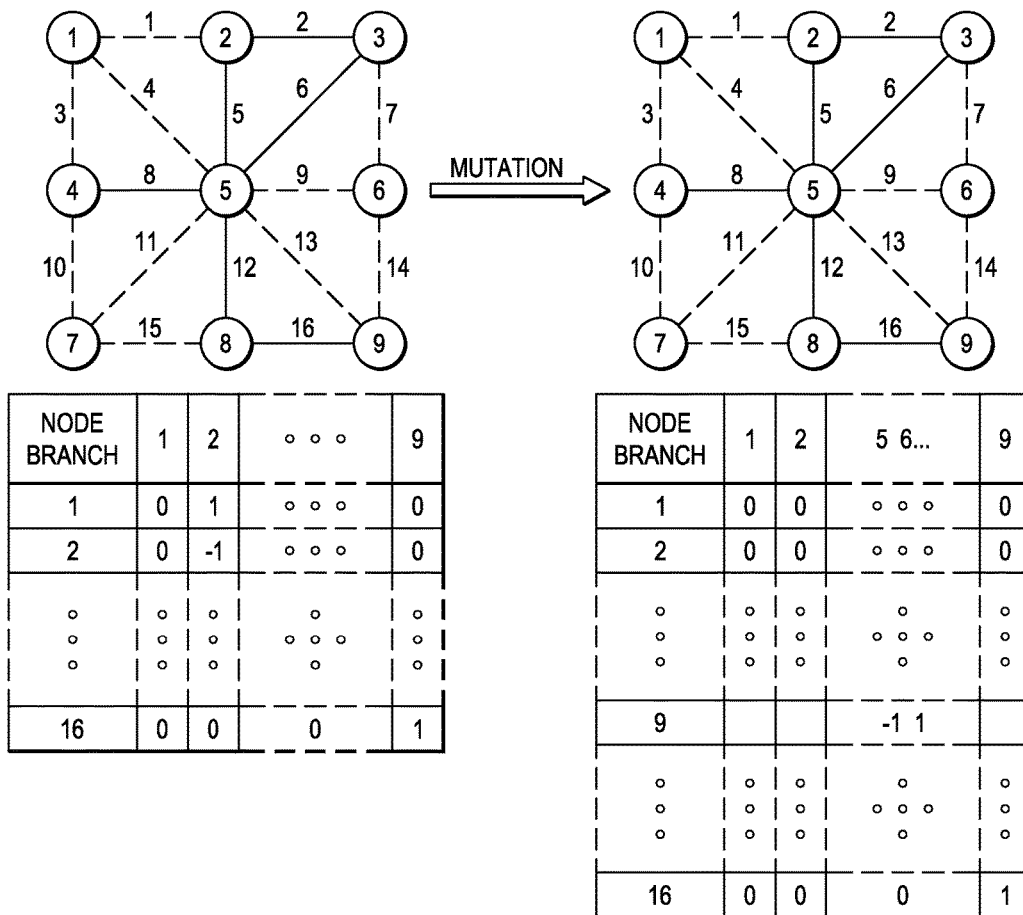 1 1 2 2 3
3 4 5 6 7
4 8 5 9 6
10 11 12 13 14
7 15 8 16 9
MUTATION
1 1 2 2 3
3 4 5 6 7
4 8 5 9 6
10 11 12 13 14
7 15 8 16 9
NODE
BRANCH 1 2 9
1 0 1 0
2 0 -1 0
16 0 0 0 1
NODE
BRANCH 1 2 5 6... 9
1 0 0 0
2 0 0 0
9 -1 1
16 0 0 0 1